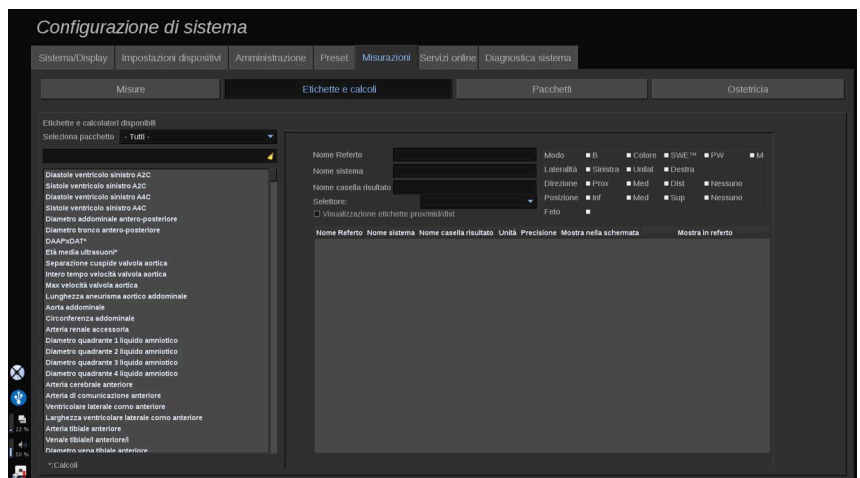 Configurazione di sistema
Sistema/Display Impostazioni dispositivi Amministrazione Preset Misurazioni Servizi online Diagnostica sistema
Misure Etichette e calcoli Pacchetti Ostetricia
Etichette e calcolatori disponibili
Seleziona pacchetto - Tutti -
Diastole ventricolo sinistro A2C
Sistole ventricolo sinistro A2C
Diastole ventricolo sinistro A4C
Sistole ventricolo sinistro A4C
Diametro addominale antero-posteriore
Diametro tronco antero-posteriore
DAAPxDAT*
Età media ultrasuoni*
Separazione cuspide valvola aortica
Intero tempo velocità valvola aortica
Max velocità valvola aortica
Lunghezza aneurisma aortico addominale
Aorta addominale
Circonferenza addominale
Arteria renale accessoria
Diametro quadrante 1 liquido amniotico
Diametro quadrante 2 liquido amniotico
Diametro quadrante 3 liquido amniotico
Diametro quadrante 4 liquido amniotico
Arteria cerebrale anteriore
Arteria di comunicazione anteriore
Ventricolare laterale corno anteriore
Larghezza ventricolare laterale corno anteriore
Arteria tibiale anteriore
Vena/e tibiale/i anteriore/i
Diametro vena tibiale anteriore
*:Calcoli
Nome Referto
Nome sistema
Nome casella risultato
Selettore:
Visualizzazione etichette prox/mid/dist
Modo B Colore SWE™ PW M
Lateralità Sinistra Unilat Destra
Direzione Prox Med Dist Nessuno
Posizione Inf Med Sup Nessuno
Feto
Nome Referto Nome sistema Nome casella risultato Unità Precisione Mostra nella schermata Mostra in referto
12 %
50 %